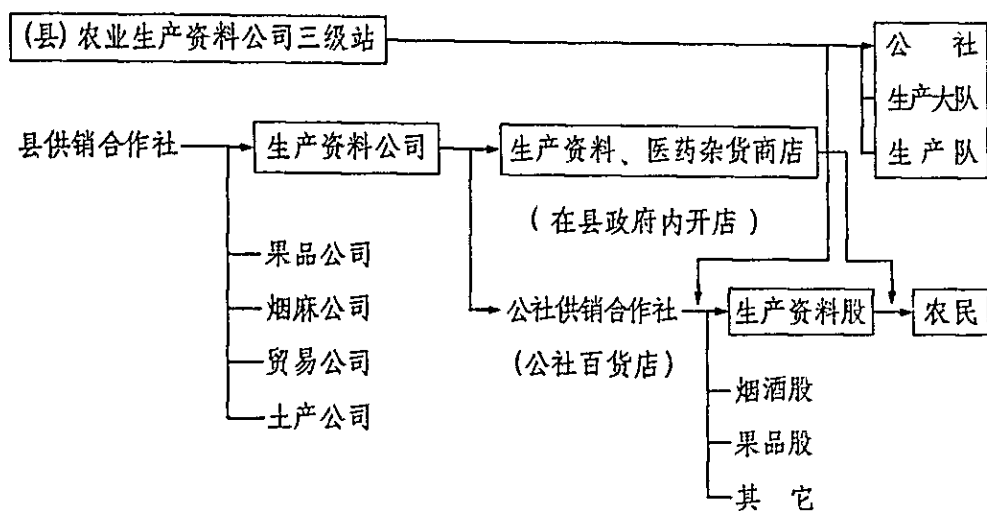 (县)农业生产资料公司三级站
公 社
生产大队
生产队
县供销合作社
生产资料公司
生产资料、医药杂货商店
(在县政府内开店)
果品公司
烟麻公司
贸易公司
土产公司
公社供销合作社
(公社百货店)
生产资料股
农民
烟酒股
果品股
其 它